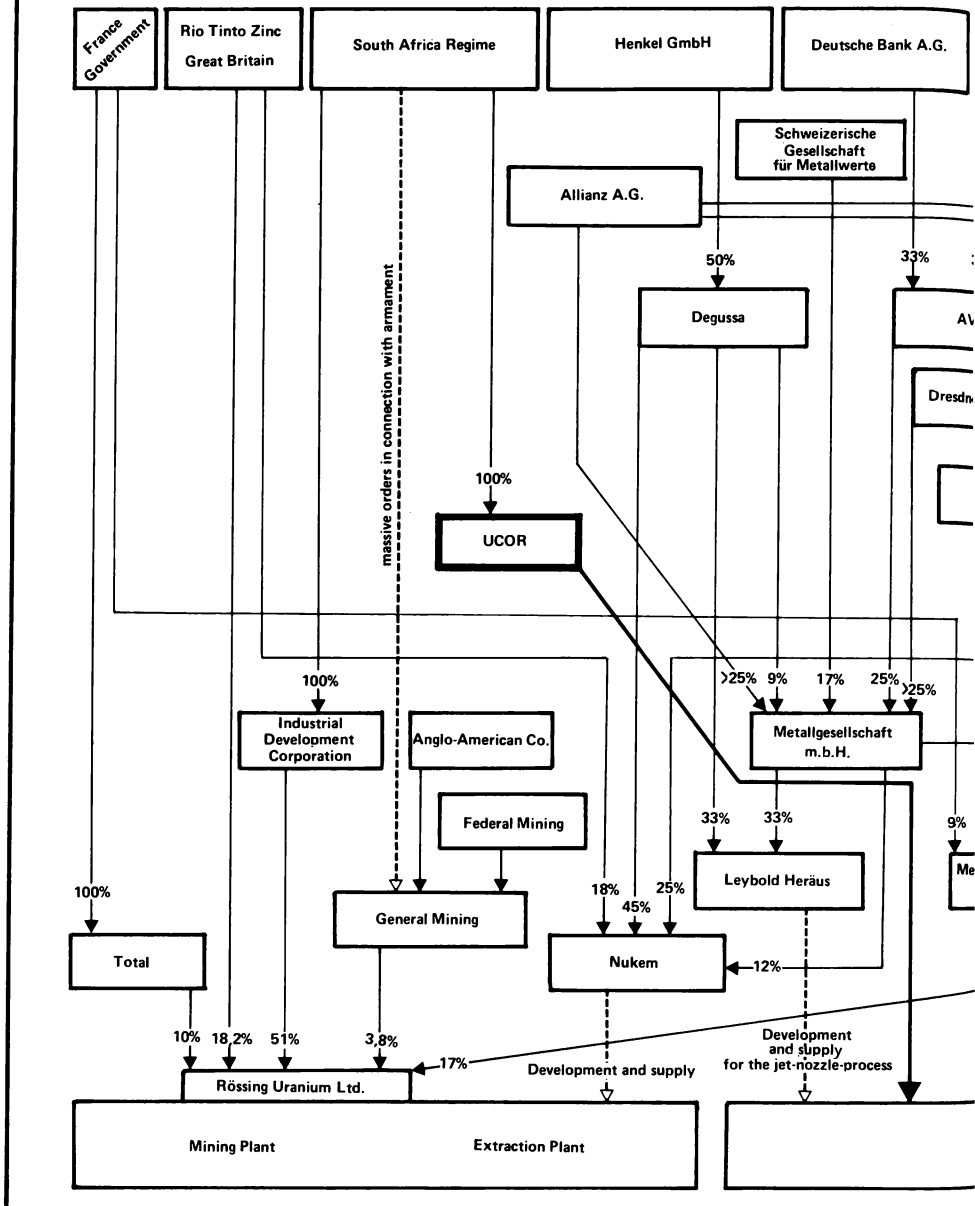 France
Government
Rio Tinto Zinc
Great Britain
South Africa Regime
Henkel GmbH
Deutsche Bank A.G.
Schweizerische
Gesellschaft
für Metallwerte
Allianz A.G.
50%
33%
Degussa
AV
massive orders in connection with armament
Dresdn
100%
UCOR
100%
>25%
9%
17%
25%
>25%
Industrial
Development
Corporation
Anglo-American Co.
Metallgesellschaft
m.b.H.
Federal Mining
33%
33%
9%
Me
Leybold Heräus
100%
18%
45%
25%
General Mining
Total
Nukem
12%
10%
18,2%
51%
3,8%
17%
Development and supply
Development
and supply
for the jet-nozzle-process
Rössing Uranium Ltd.
Mining Plant
Extraction Plant